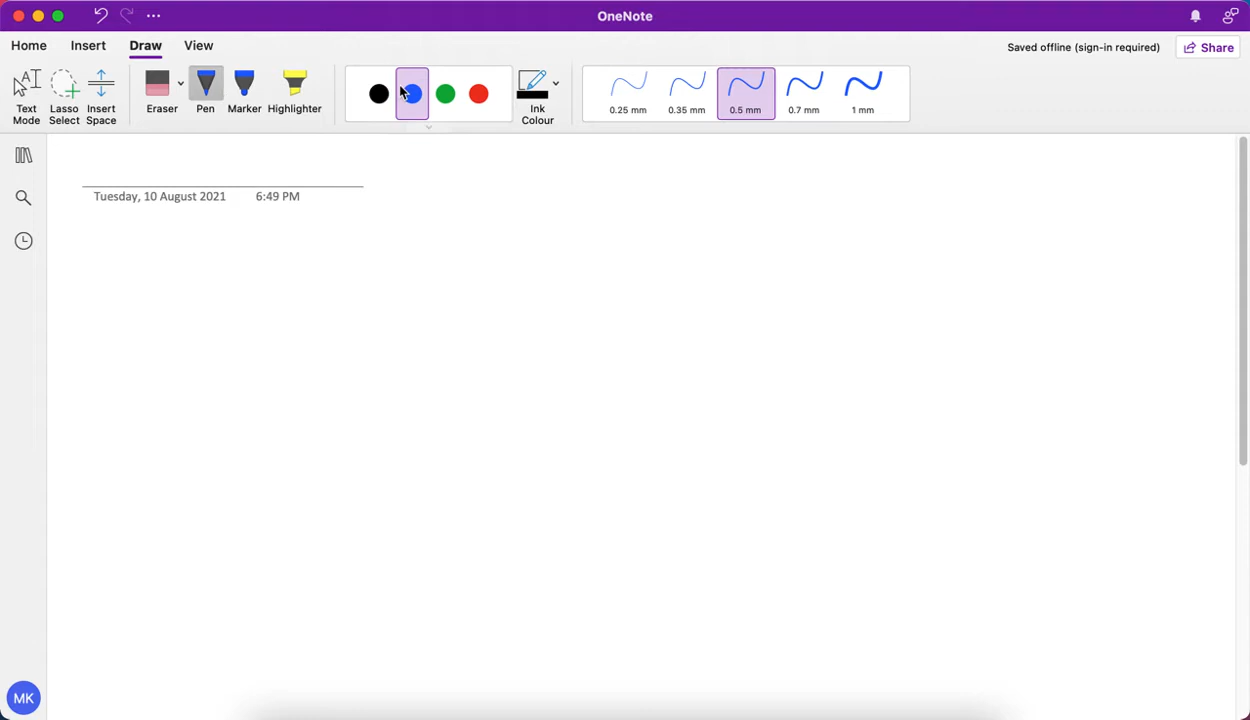 OneNote
Home Insert Draw View
Saved offline (sign-in required) Share
Text Mode
Lasso Select
Insert Space
Eraser
Pen
Marker
Highlighter
Ink Colour
0.25 mm 0.35 mm 0.5 mm 0.7 mm 1 mm
Tuesday, 10 August 2021 6:49 PM
MK